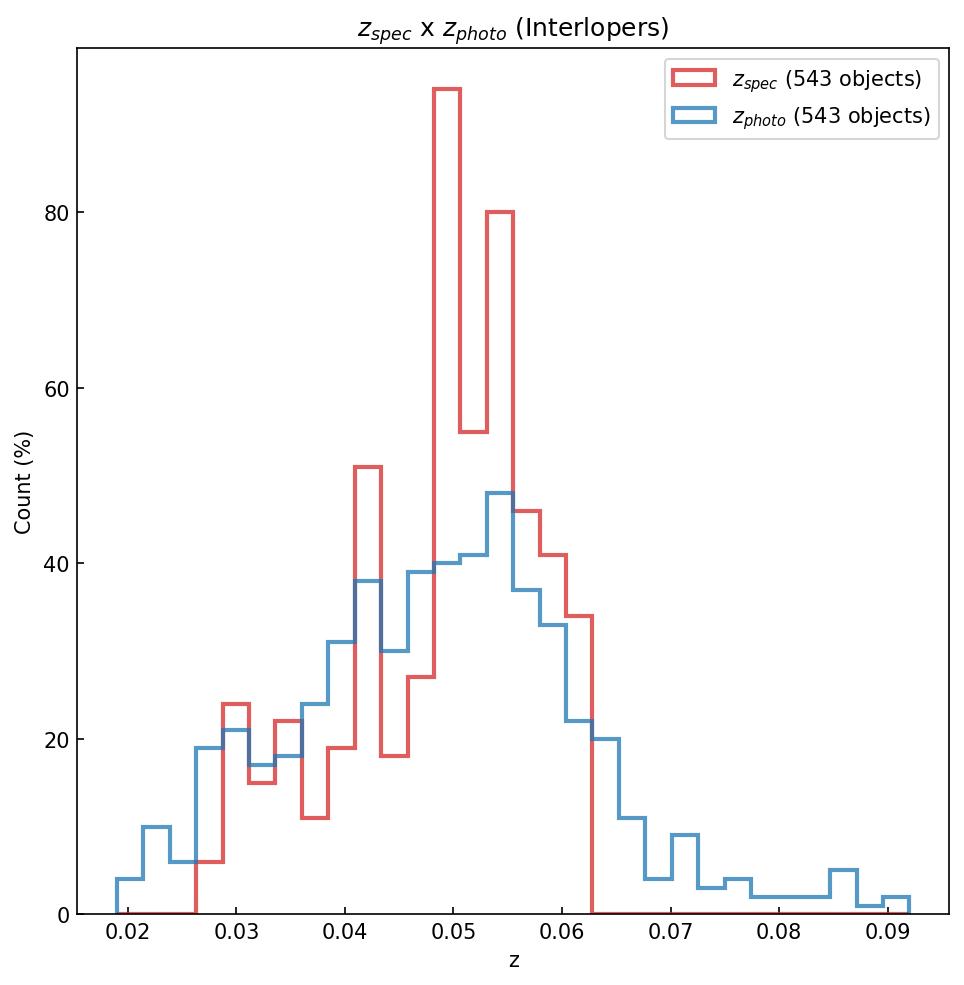 z_spec x z_photo (Interlopers)
z_spec (543 objects)
z_photo (543 objects)
Count (%)
80
60
40
20
0
0.02 0.03 0.04 0.05 0.06 0.07 0.08 0.09
z